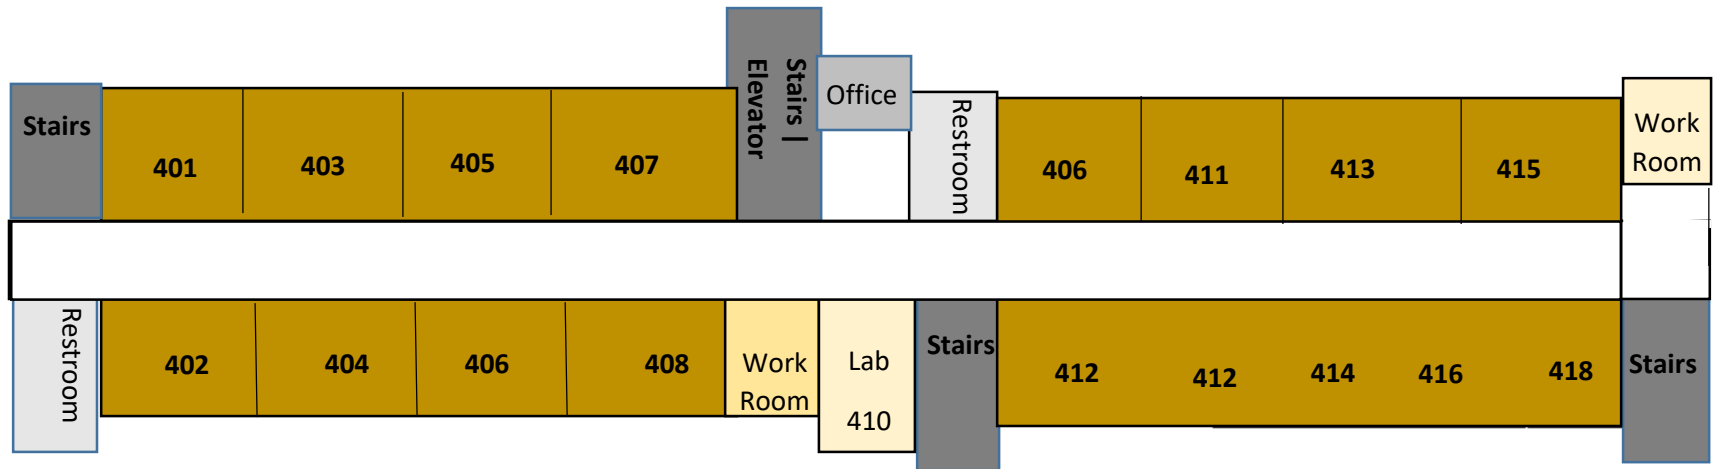 Stairs
401
403
405
407
Stairs |
Elevator
Office
Restroom
406
411
413
415
Work
Room
Restroom
402
404
406
408
Work
Room
Lab
410
Stairs
412
412
414
416
418
Stairs